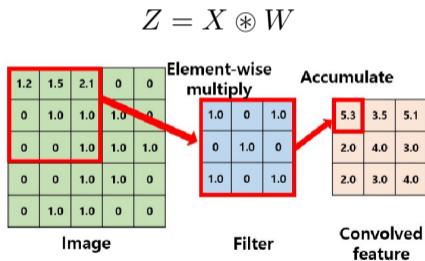 Z = X ⊛ W
Element-wise multiply
Accumulate
1.2 1.5 2.1 0 0
0 1.0 1.0 1.0 0
0 0 1.0 1.0 1.0
0 0 1.0 1.0 0
0 1.0 1.0 0 0
1.0 0 1.0
0 1.0 0
1.0 0 1.0
5.3 3.5 5.1
2.0 4.0 3.0
2.0 3.0 4.0
Image
Filter
Convolved feature